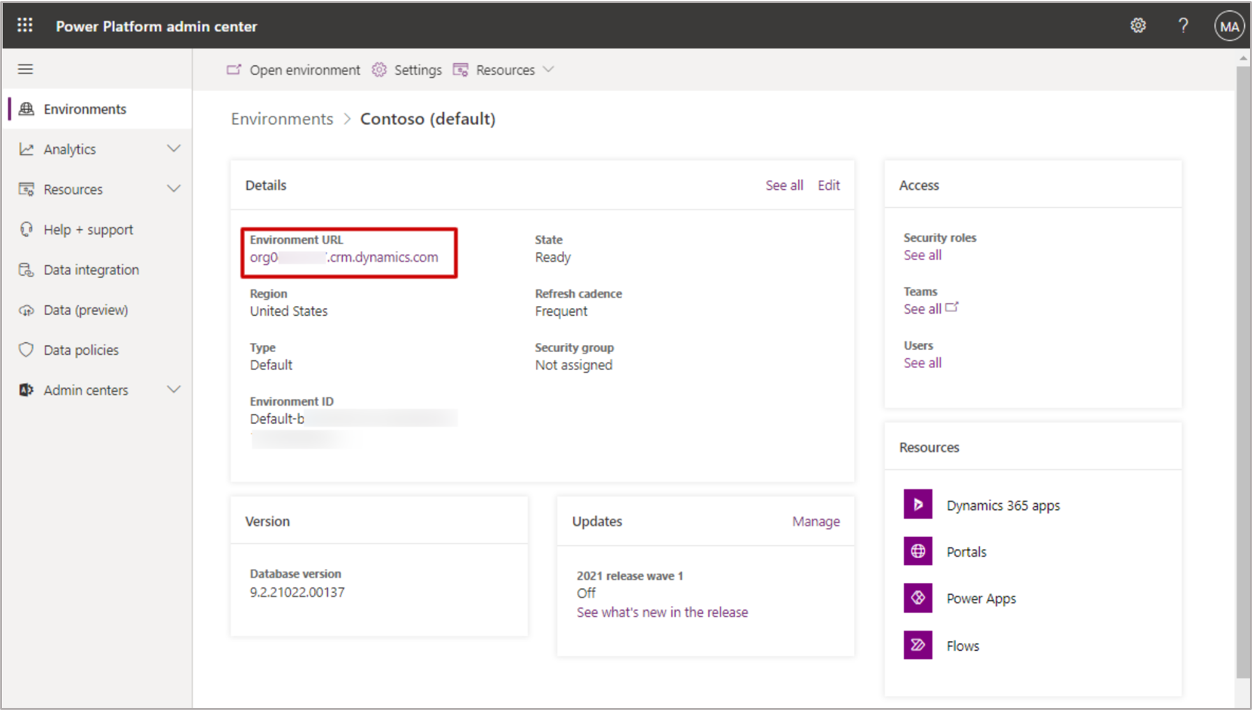 Power Platform admin center
?
MA
Open environment
Settings
Resources
Environments
Analytics
Resources
Help + support
Data integration
Data (preview)
Data policies
Admin centers
Environments > Contoso (default)
Details
See all
Edit
Environment URL
org0 .crm.dynamics.com
State
Ready
Region
United States
Refresh cadence
Frequent
Type
Default
Security group
Not assigned
Environment ID
Default-b
Version
Database version
9.2.21022.00137
Updates
Manage
2021 release wave 1
Off
See what's new in the release
Access
Security roles
See all
Teams
See all
Users
See all
Resources
Dynamics 365 apps
Portals
Power Apps
Flows